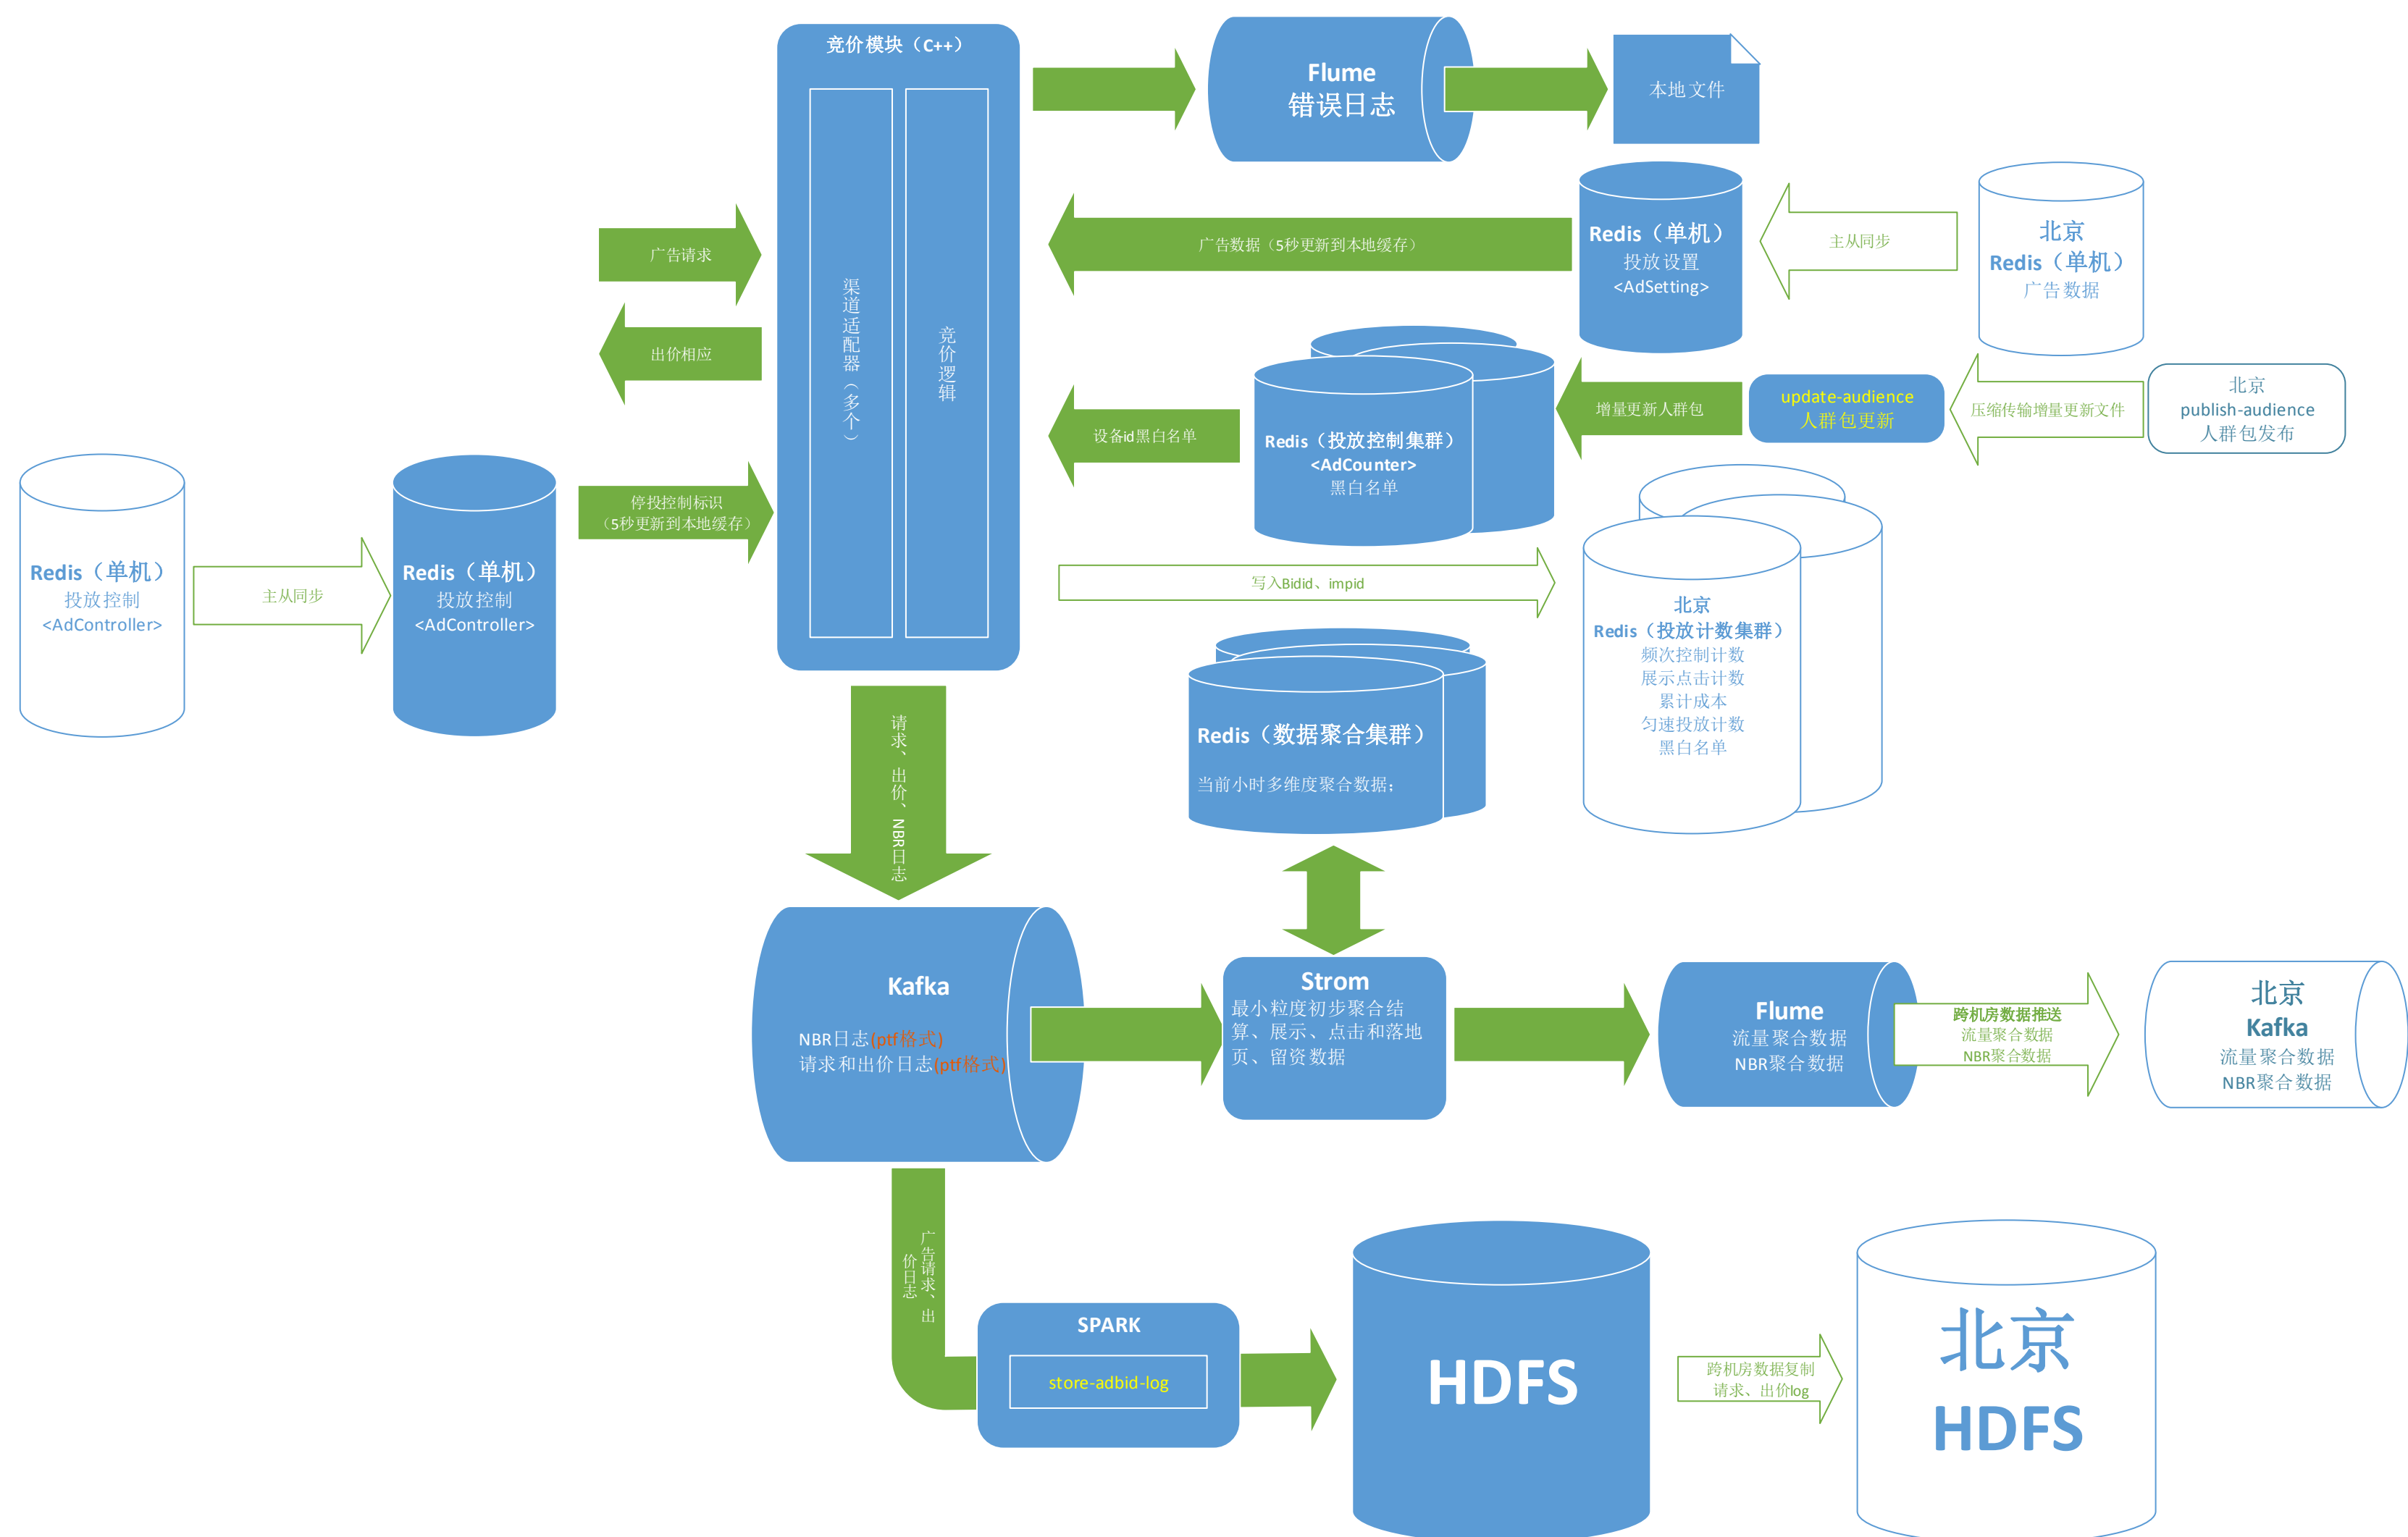 竞价模块（C++）
渠道适配器（多个）
竞价逻辑
Flume
错误日志
本地文件
广告请求
出价相应
广告数据（5秒更新到本地缓存）
Redis（单机）
投放设置
<AdSetting>
主从同步
北京
Redis（单机）
广告数据
设备id黑白名单
Redis（投放控制集群）
<AdCounter>
黑白名单
增量更新人群包
update-audience
人群包更新
压缩传输增量更新文件
北京
publish-audience
人群包发布
Redis（单机）
投放控制
<AdController>
主从同步
Redis（单机）
投放控制
<AdController>
停投控制标识
（5秒更新到本地缓存）
写入Bidid、impid
北京
Redis（投放计数集群）
频次控制计数
展示点击计数
累计成本
匀速投放计数
黑白名单
Redis（数据聚合集群）
当前小时多维度聚合数据；
请求、出价、NBR日志
Kafka
NBR日志(ptf格式)
请求和出价日志(ptf格式)
Strom
最小粒度初步聚合结
算、展示、点击和落地
页、留资数据
Flume
流量聚合数据
NBR聚合数据
跨机房数据推送
流量聚合数据
NBR聚合数据
北京
Kafka
流量聚合数据
NBR聚合数据
广告请求、出
价日志
SPARK
store-adbid-log
HDFS
跨机房数据复制
请求、出价log
北京
HDFS